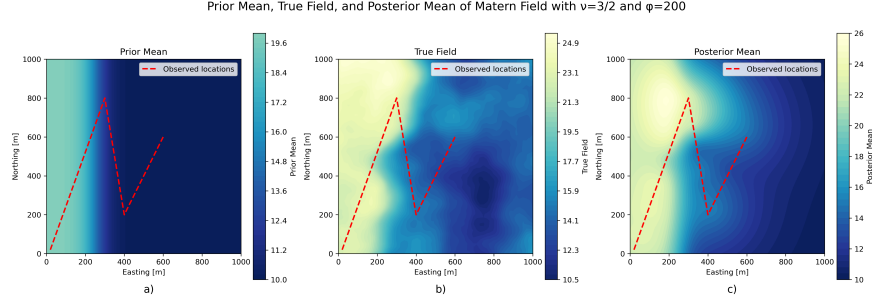 Prior Mean, True Field, and Posterior Mean of Matern Field with ν=3/2 and φ=200
Prior Mean
Observed locations
Northing [m]
1000
800
600
400
200
0
0 200 400 600 800 1000
Easting [m]
19.6
18.4
17.2
16.0
14.8
13.6
12.4
11.2
10.0
Prior Mean
a)
True Field
Observed locations
Northing [m]
1000
800
600
400
200
0
0 200 400 600 800 1000
Easting [m]
24.9
23.1
21.3
19.5
17.7
15.9
14.1
12.3
10.5
True Field
b)
Posterior Mean
Observed locations
Northing [m]
1000
800
600
400
200
0
0 200 400 600 800 1000
Easting [m]
26
24
22
20
18
16
14
12
10
Posterior Mean
c)